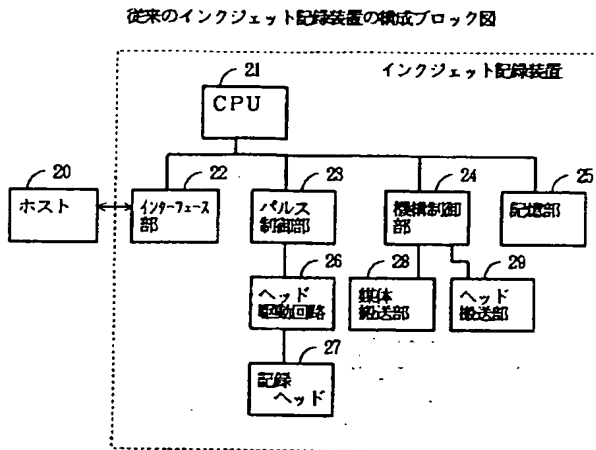 従来のインクジェット記録装置の構成ブロック図
インクジェット記録装置
21
CPU
20
ホスト
22
インターフェース
部
23
パルス
制御部
24
機構制御
部
25
記憶部
26
ヘッド
駆動回路
28
媒体
搬送部
29
ヘッド
搬送部
27
記録
ヘッド